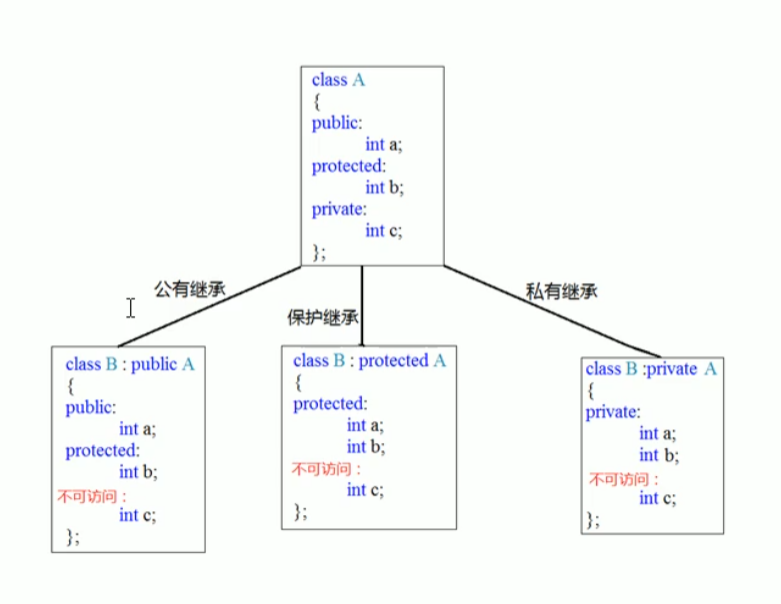 class A
{
public:
int a;
protected:
int b;
private:
int c;
};
公有继承
保护继承
私有继承
class B : public A
{
public:
int a;
protected:
int b;
不可访问：
int c;
};
class B : protected A
{
protected:
int a;
int b;
不可访问：
int c;
};
class B :private A
{
private:
int a;
int b;
不可访问：
int c;
};